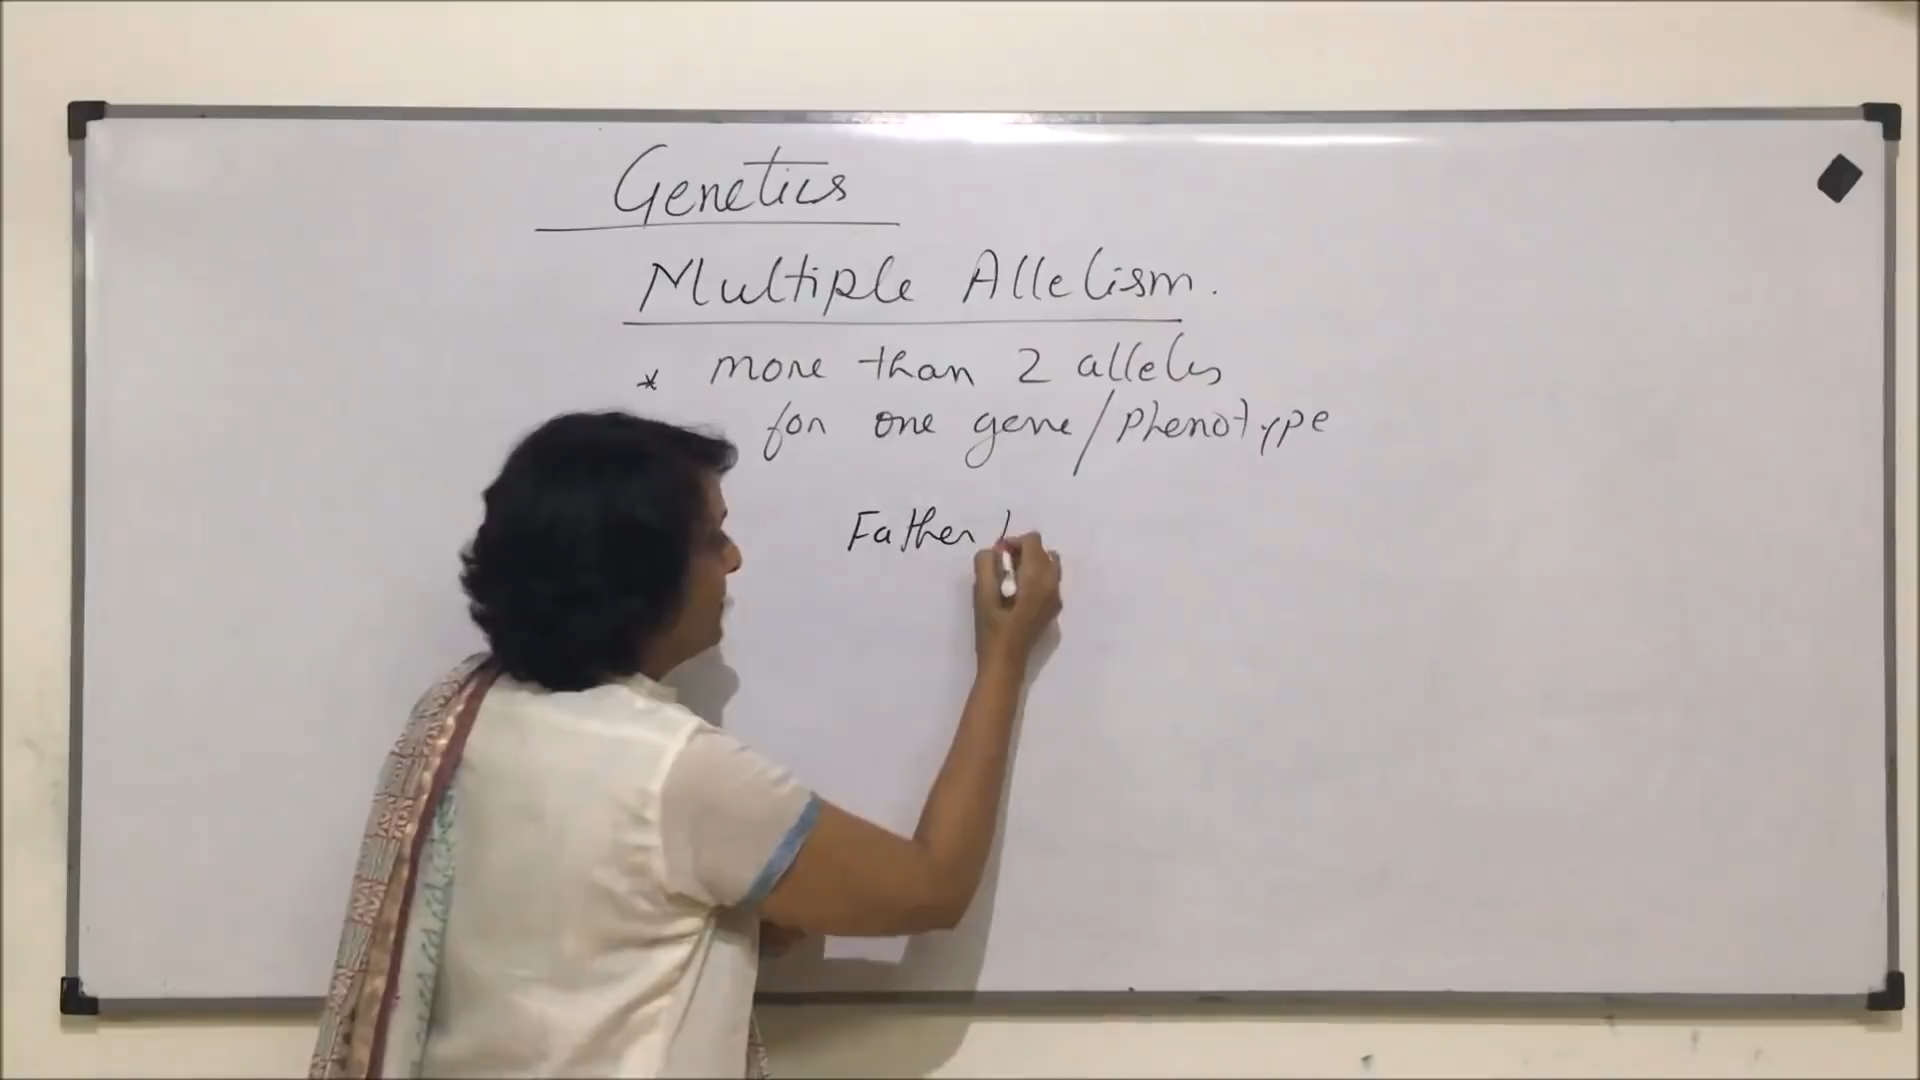 Genetics
Multiple Allelism.
* more than 2 alleles
for one gene/phenotype
Father